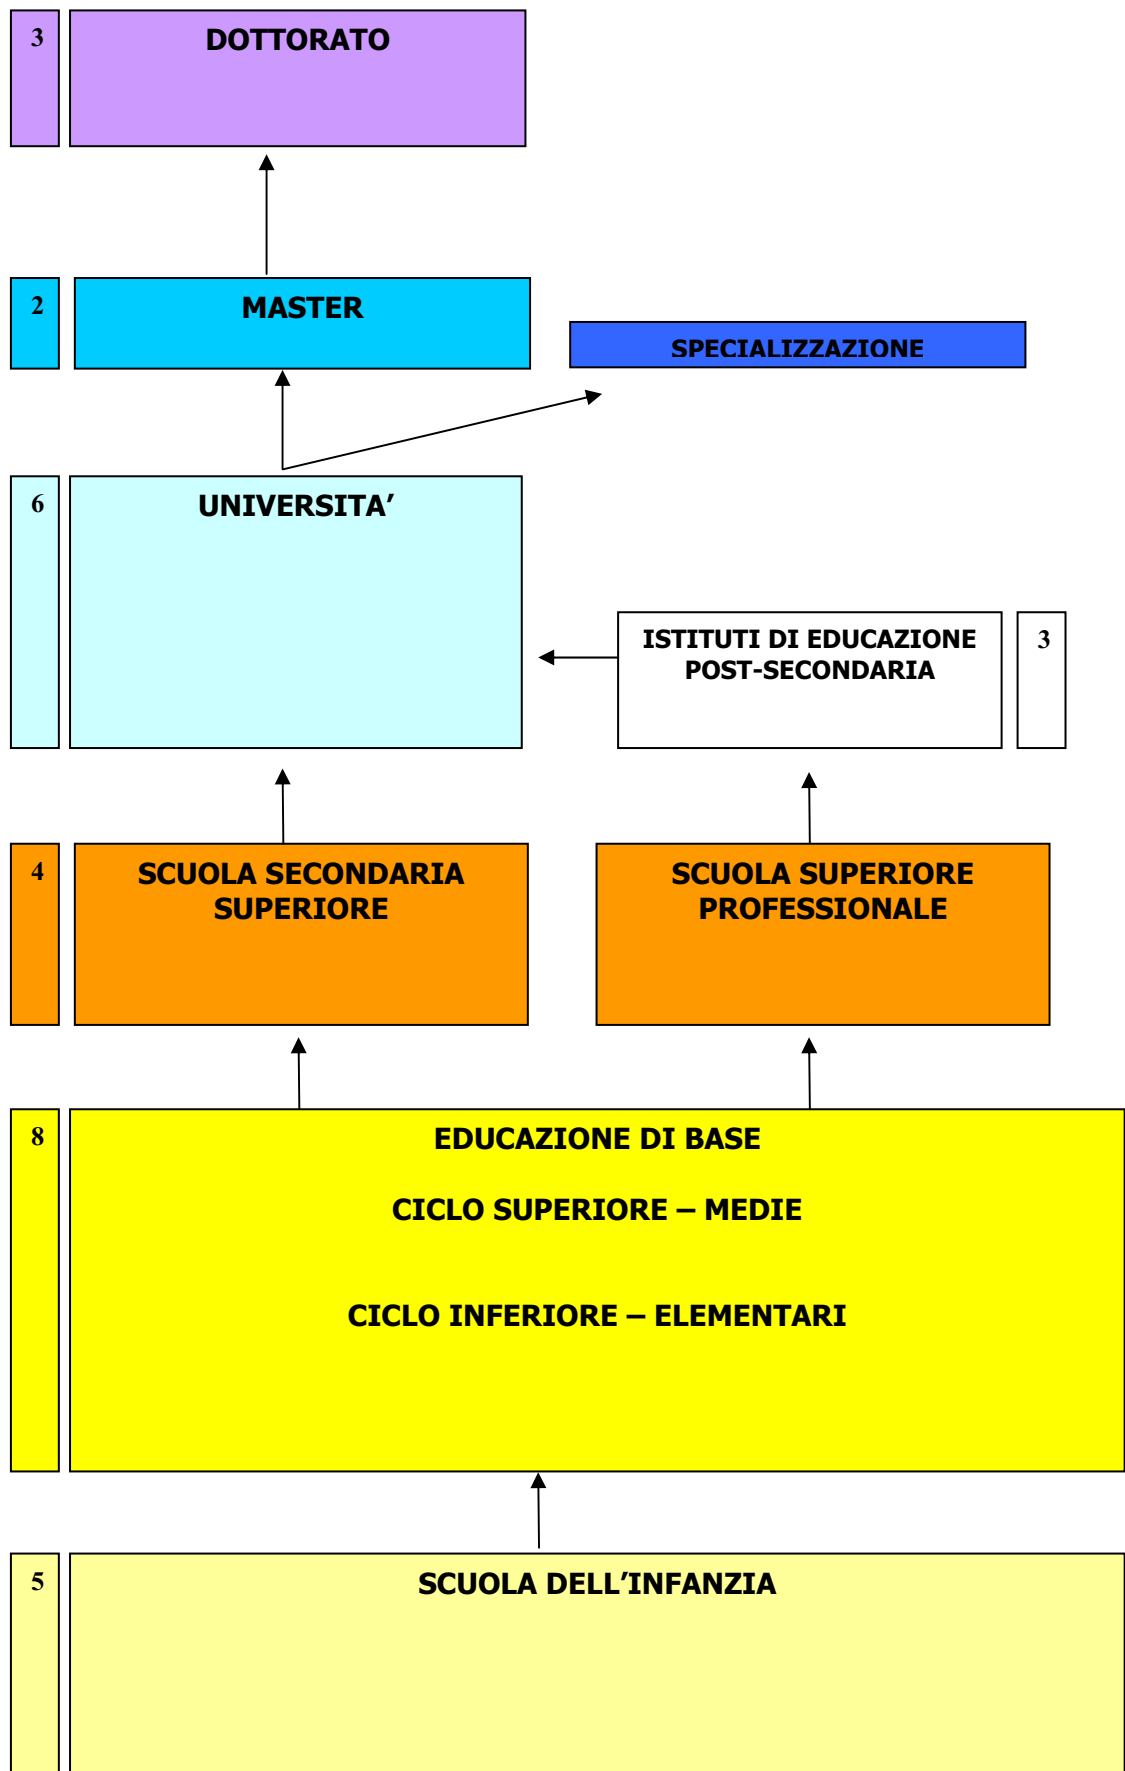 3
DOTTORATO
2
MASTER
SPECIALIZZAZIONE
6
UNIVERSITA’
ISTITUTI DI EDUCAZIONE
POST-SECONDARIA
3
4
SCUOLA SECONDARIA
SUPERIORE
SCUOLA SUPERIORE
PROFESSIONALE
8
EDUCAZIONE DI BASE
CICLO SUPERIORE – MEDIE
CICLO INFERIORE – ELEMENTARI
5
SCUOLA DELL’INFANZIA